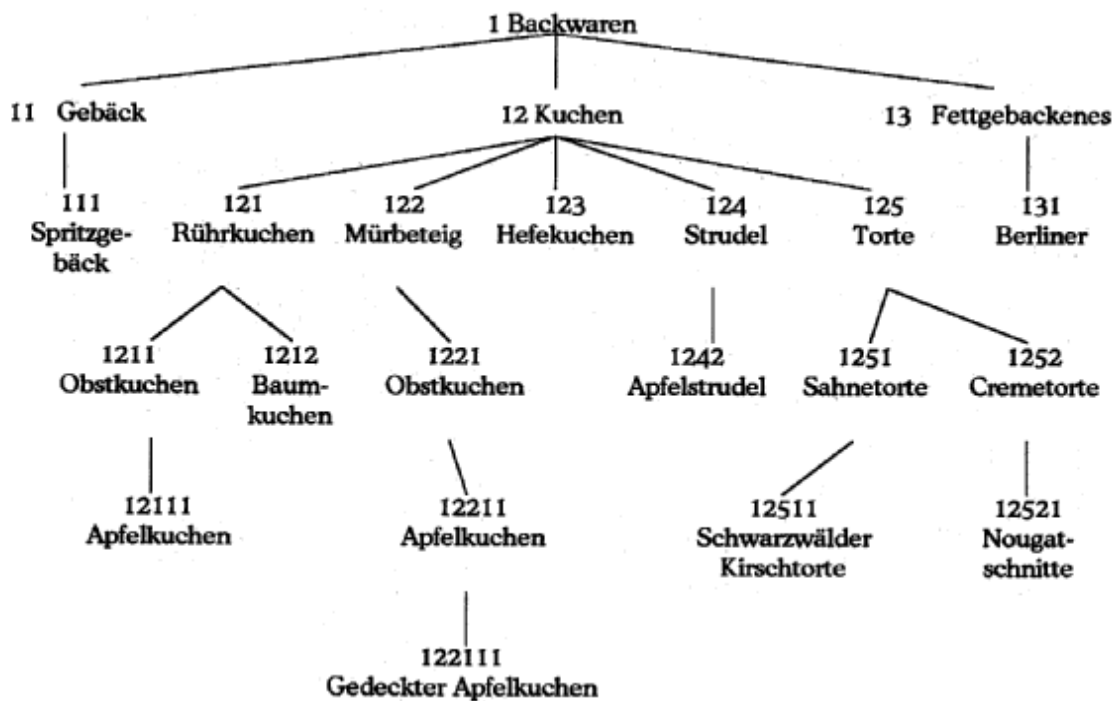 1 Backwaren
11 Gebäck
12 Kuchen
13 Fettgebackenes
111
Spritzge-
bäck
121
Rührkuchen
122
Mürbeteig
123
Hefekuchen
124
Strudel
125
Torte
131
Berliner
1211
Obstkuchen
1212
Baum-
kuchen
1221
Obstkuchen
1242
Apfelstrudel
1251
Sahnetorte
1252
Cremetorte
12111
Apfelkuchen
12211
Apfelkuchen
12511
Schwarzwälder
Kirschtorte
12521
Nougat-
schnitte
122111
Gedeckter Apfelkuchen